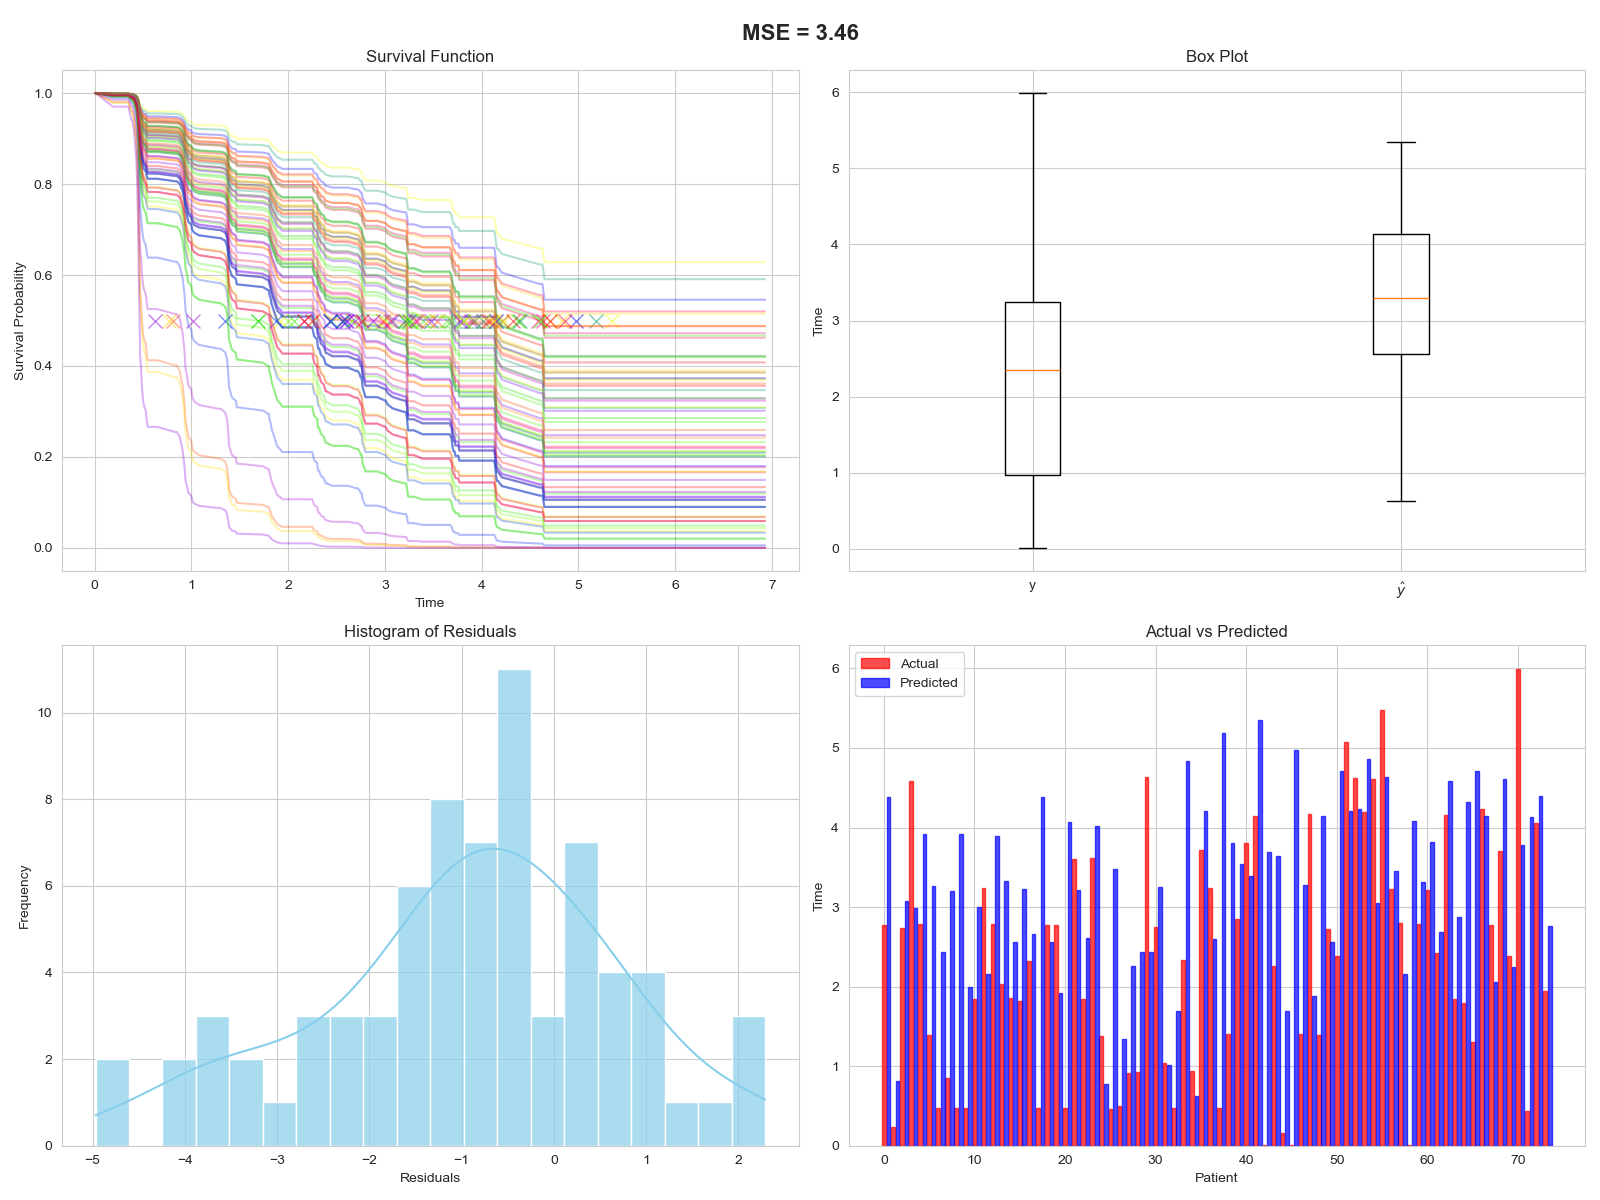 MSE = 3.46
Survival Function
Survival Probability
1.0
0.8
0.6
0.4
0.2
0.0
0 1 2 3 4 5 6 7
Time
Box Plot
Time
6
5
4
3
2
1
0
y ŷ
Histogram of Residuals
Frequency
10
8
6
4
2
0
−5 −4 −3 −2 −1 0 1 2
Residuals
Actual vs Predicted
Actual
Predicted
Time
6
5
4
3
2
1
0
0 10 20 30 40 50 60 70
Patient